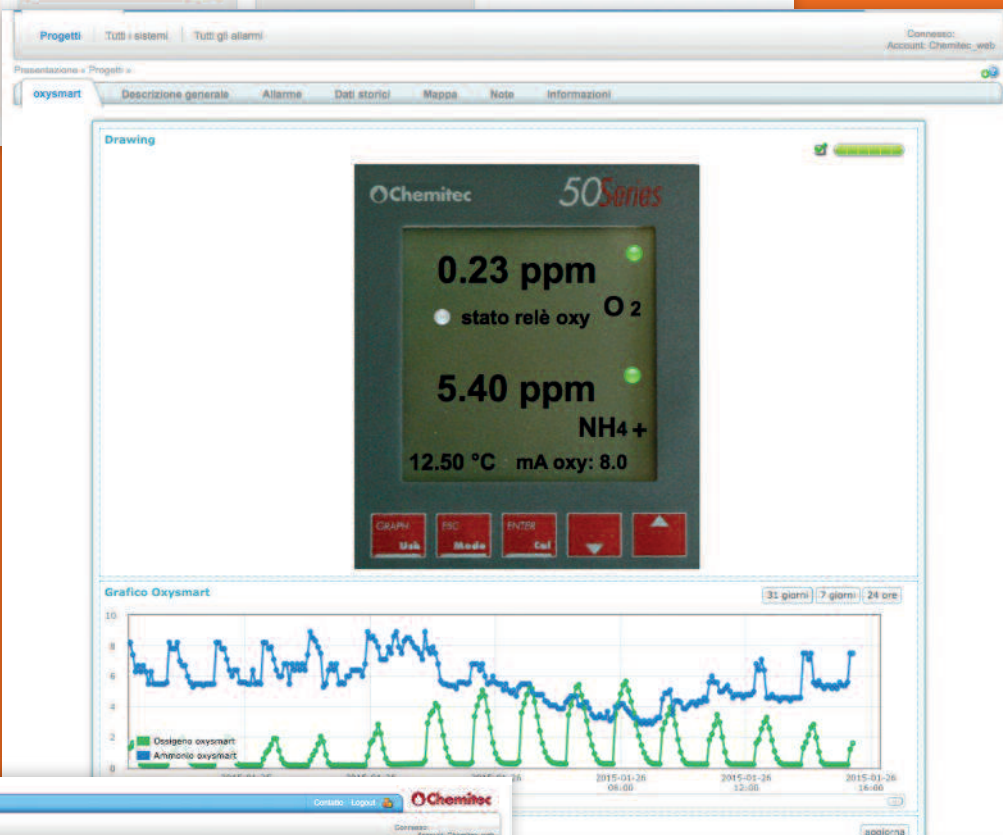 Progetti Tutti i sistemi Tutti gli allarmi
Connesso:
Account: Chemitec_web
Presentazione » Progetti »
oxysmart Descrizione generale Allarme Dati storici Mappa Note Informazioni
Drawing
Chemitec 50Series
0.23 ppm
stato relè oxy O 2
5.40 ppm
NH4 +
12.50 °C mA oxy: 8.0
GRAPH ESC ENTER
Usb Mode Cal
Grafico Oxysmart
31 giorni 7 giorni 24 ore
10
8
6
4
2
0
Ossigeno oxysmart
Ammonio oxysmart
2015-01-26 2015-01-26 2015-01-26
06:00 12:00 16:00
Contatto Logout Chemitec
Connesso:
Account: Chemitec_web
aggiorna